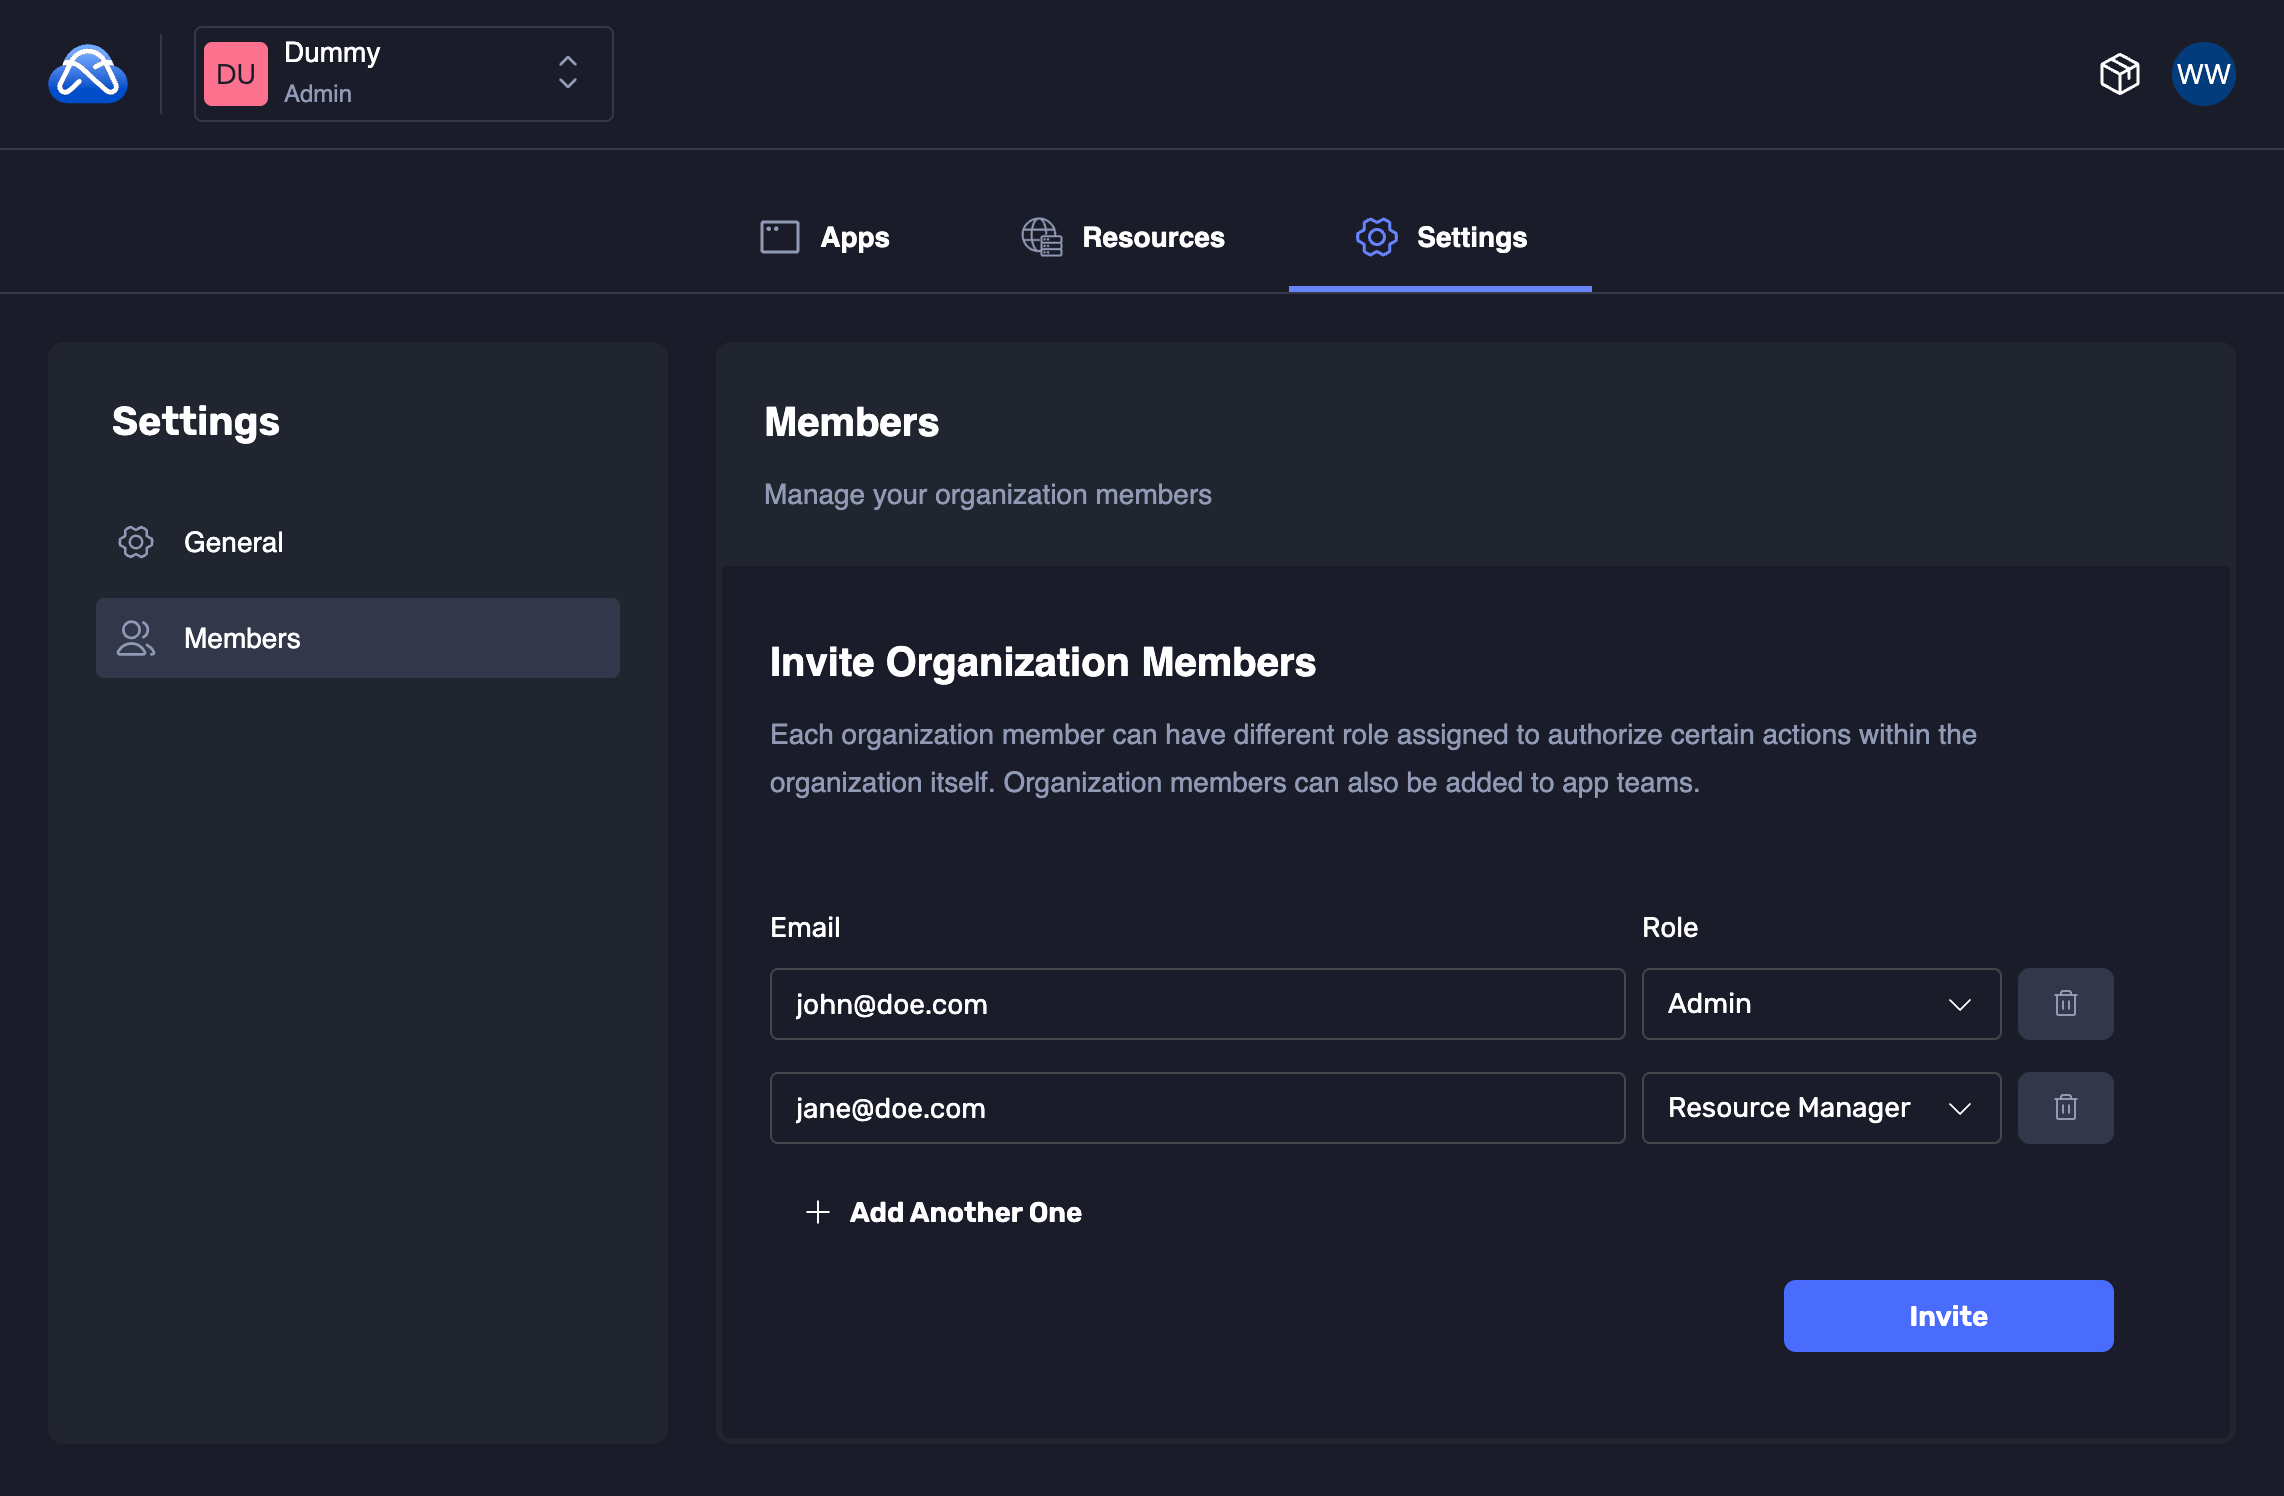 DU
Dummy
Admin
WW
Apps
Resources
Settings
Settings
General
Members
Members
Manage your organization members
Invite Organization Members
Each organization member can have different role assigned to authorize certain actions within the
organization itself. Organization members can also be added to app teams.
Email
Role
john@doe.com
Admin
jane@doe.com
Resource Manager
Add Another One
Invite